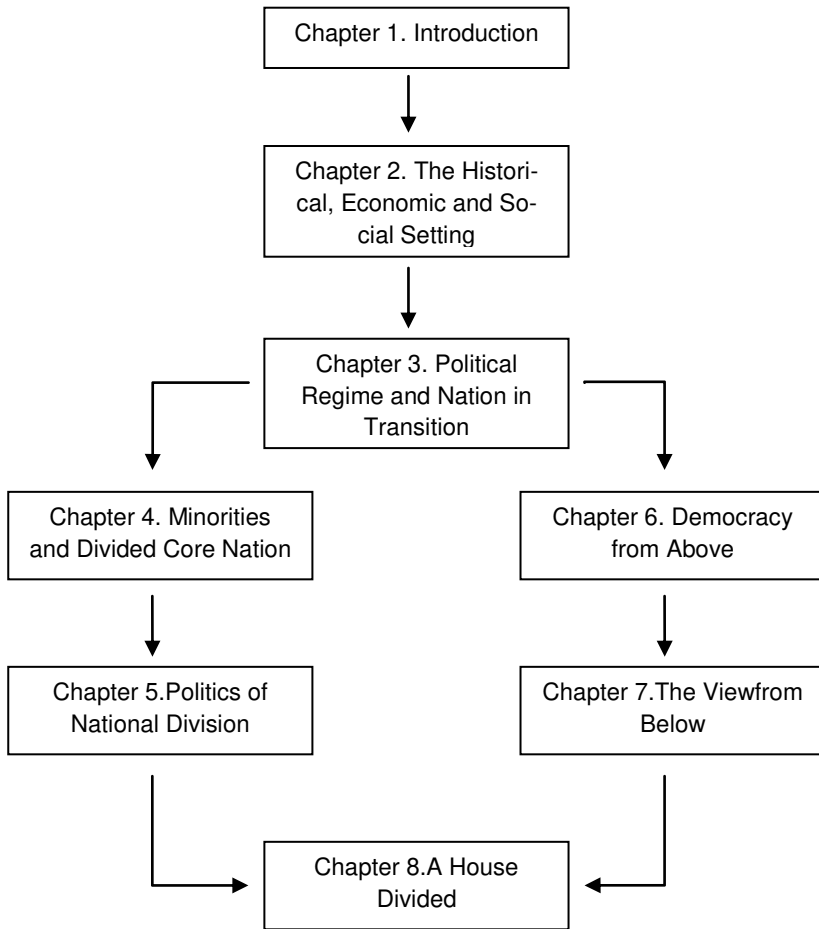 Chapter 1. Introduction
Chapter 2. The Histori-
cal, Economic and So-
cial Setting
Chapter 3. Political
Regime and Nation in
Transition
Chapter 4. Minorities
and Divided Core Nation
Chapter 6. Democracy
from Above
Chapter 5.Politics of
National Division
Chapter 7.The Viewfrom
Below
Chapter 8.A House
Divided